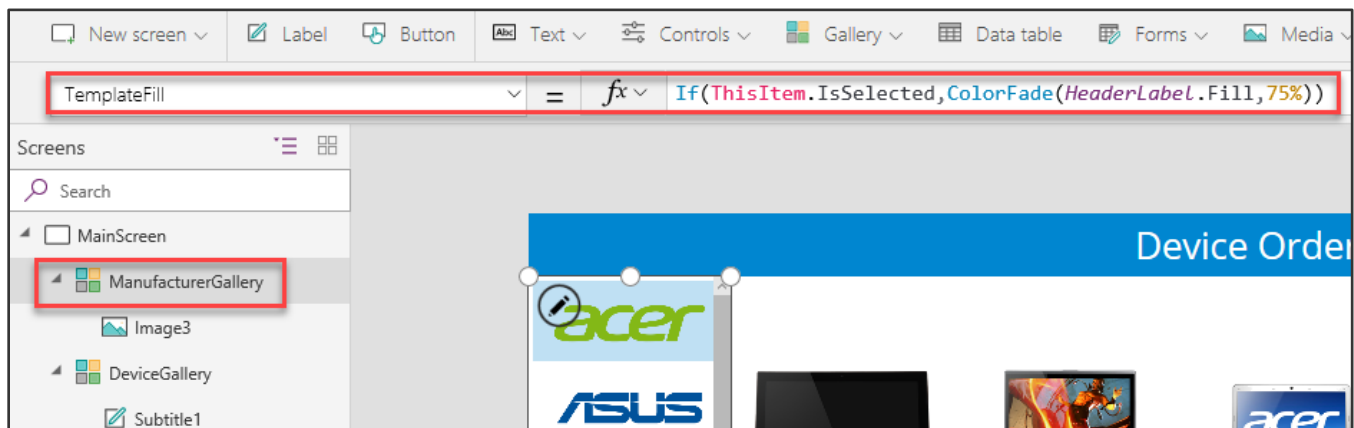 New screen Label Button Abc Text Controls Gallery Data table Forms Media
TemplateFill = fx If(ThisItem.IsSelected,ColorFade(HeaderLabel.Fill,75%))
Screens
Search
MainScreen
Device Order
ManufacturerGallery
acer
Image3
DeviceGallery
ASUS
acer
Subtitle1